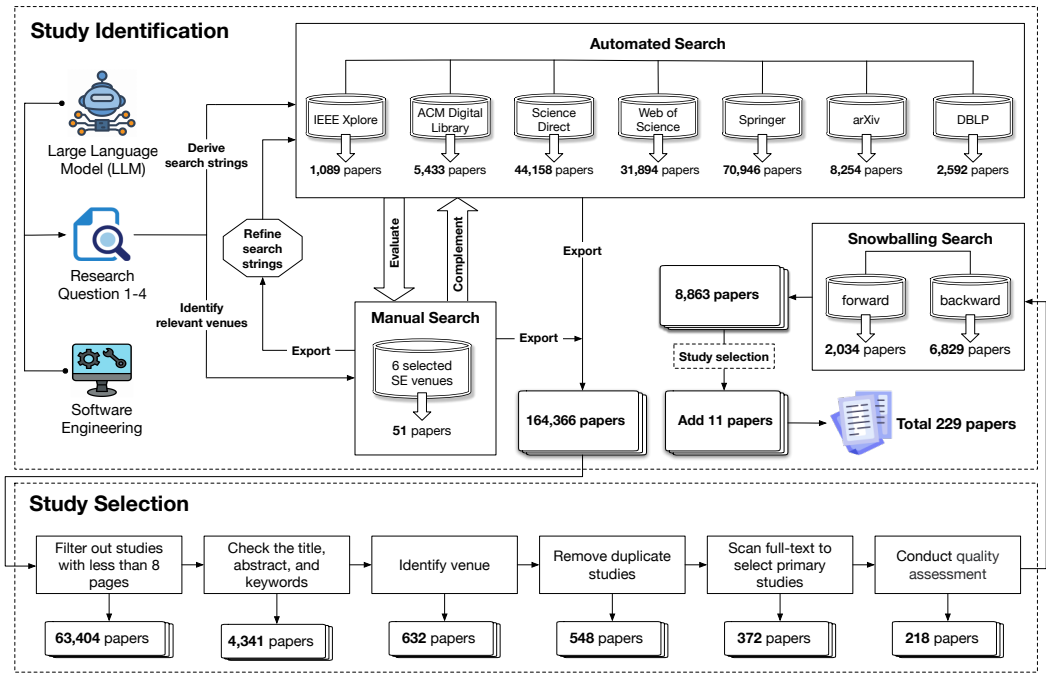 Study Identification
Large Language
Model (LLM)
Research
Question 1-4
Software
Engineering
Derive
search strings
Identify
relevant venues
Refine
search
strings
Export
Automated Search
IEEE Xplore
1,089 papers
ACM Digital
Library
5,433 papers
Science
Direct
44,158 papers
Web of
Science
31,894 papers
Springer
70,946 papers
arXiv
8,254 papers
DBLP
2,592 papers
Evaluate
Complement
Manual Search
6 selected
SE venues
51 papers
Export
Export
164,366 papers
Snowballing Search
forward
2,034 papers
backward
6,829 papers
8,863 papers
Study selection
Add 11 papers
Total 229 papers
Study Selection
Filter out studies
with less than 8
pages
63,404 papers
Check the title,
abstract, and
keywords
4,341 papers
Identify venue
632 papers
Remove duplicate
studies
548 papers
Scan full-text to
select primary
studies
372 papers
Conduct quality
assessment
218 papers